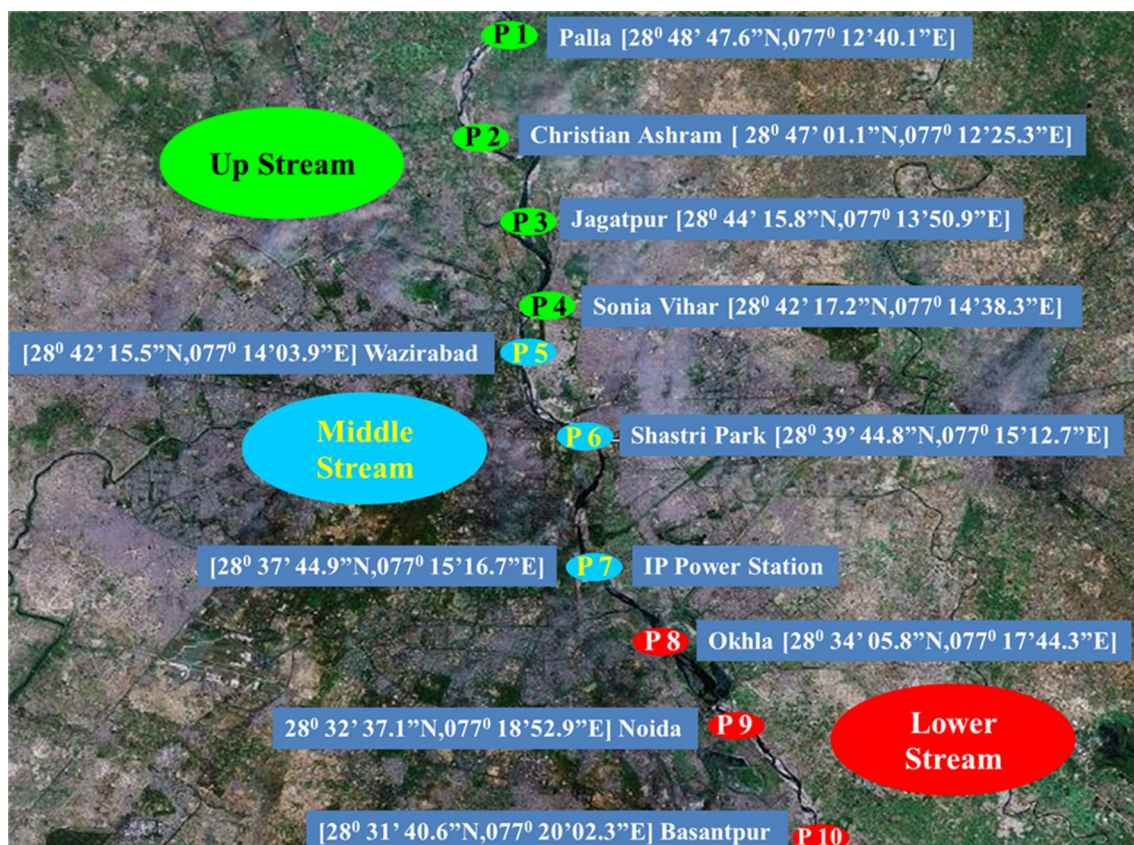 P 1 Palla [28⁰ 48’ 47.6”N,077⁰ 12’40.1”E]
P 2 Christian Ashram [ 28⁰ 47’ 01.1”N,077⁰ 12’25.3”E]
Up Stream
P 3 Jagatpur [28⁰ 44’ 15.8”N,077⁰ 13’50.9”E]
P 4 Sonia Vihar [28⁰ 42’ 17.2”N,077⁰ 14’38.3”E]
[28⁰ 42’ 15.5”N,077⁰ 14’03.9”E] Wazirabad P 5
Middle
Stream
P 6 Shastri Park [28⁰ 39’ 44.8”N,077⁰ 15’12.7”E]
[28⁰ 37’ 44.9”N,077⁰ 15’16.7”E] P 7 IP Power Station
P 8 Okhla [28⁰ 34’ 05.8”N,077⁰ 17’44.3”E]
28⁰ 32’ 37.1”N,077⁰ 18’52.9”E] Noida P 9
Lower
Stream
[28⁰ 31’ 40.6”N,077⁰ 20’02.3”E] Basantpur P 10